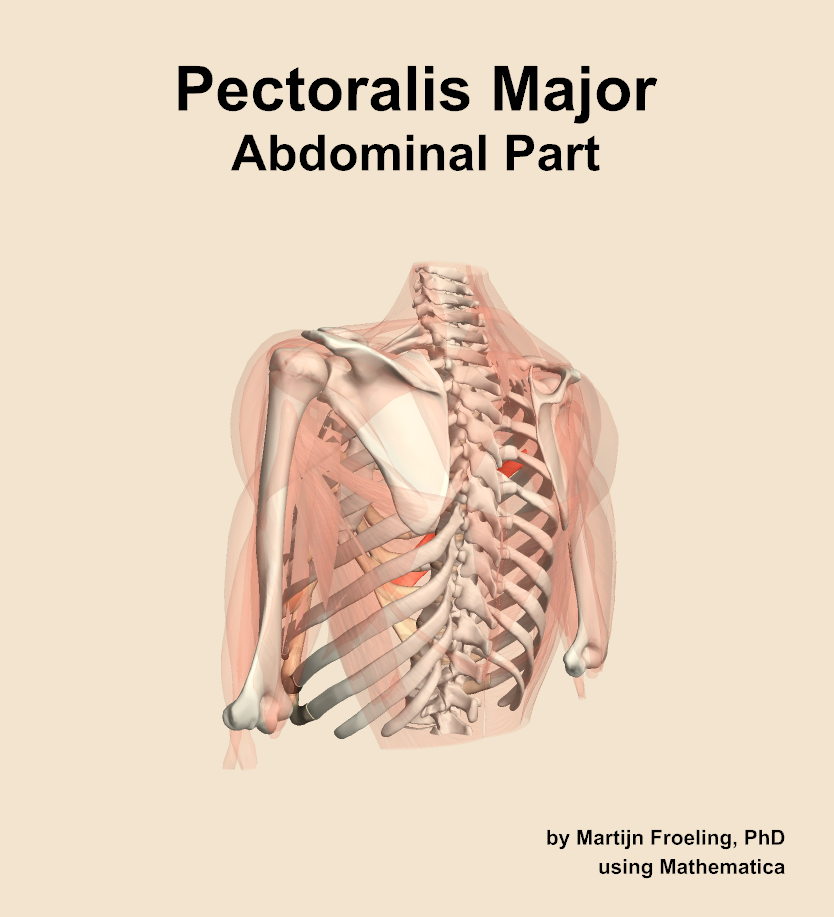 Pectoralis Major
Abdominal Part
by Martijn Froeling, PhD
using Mathematica